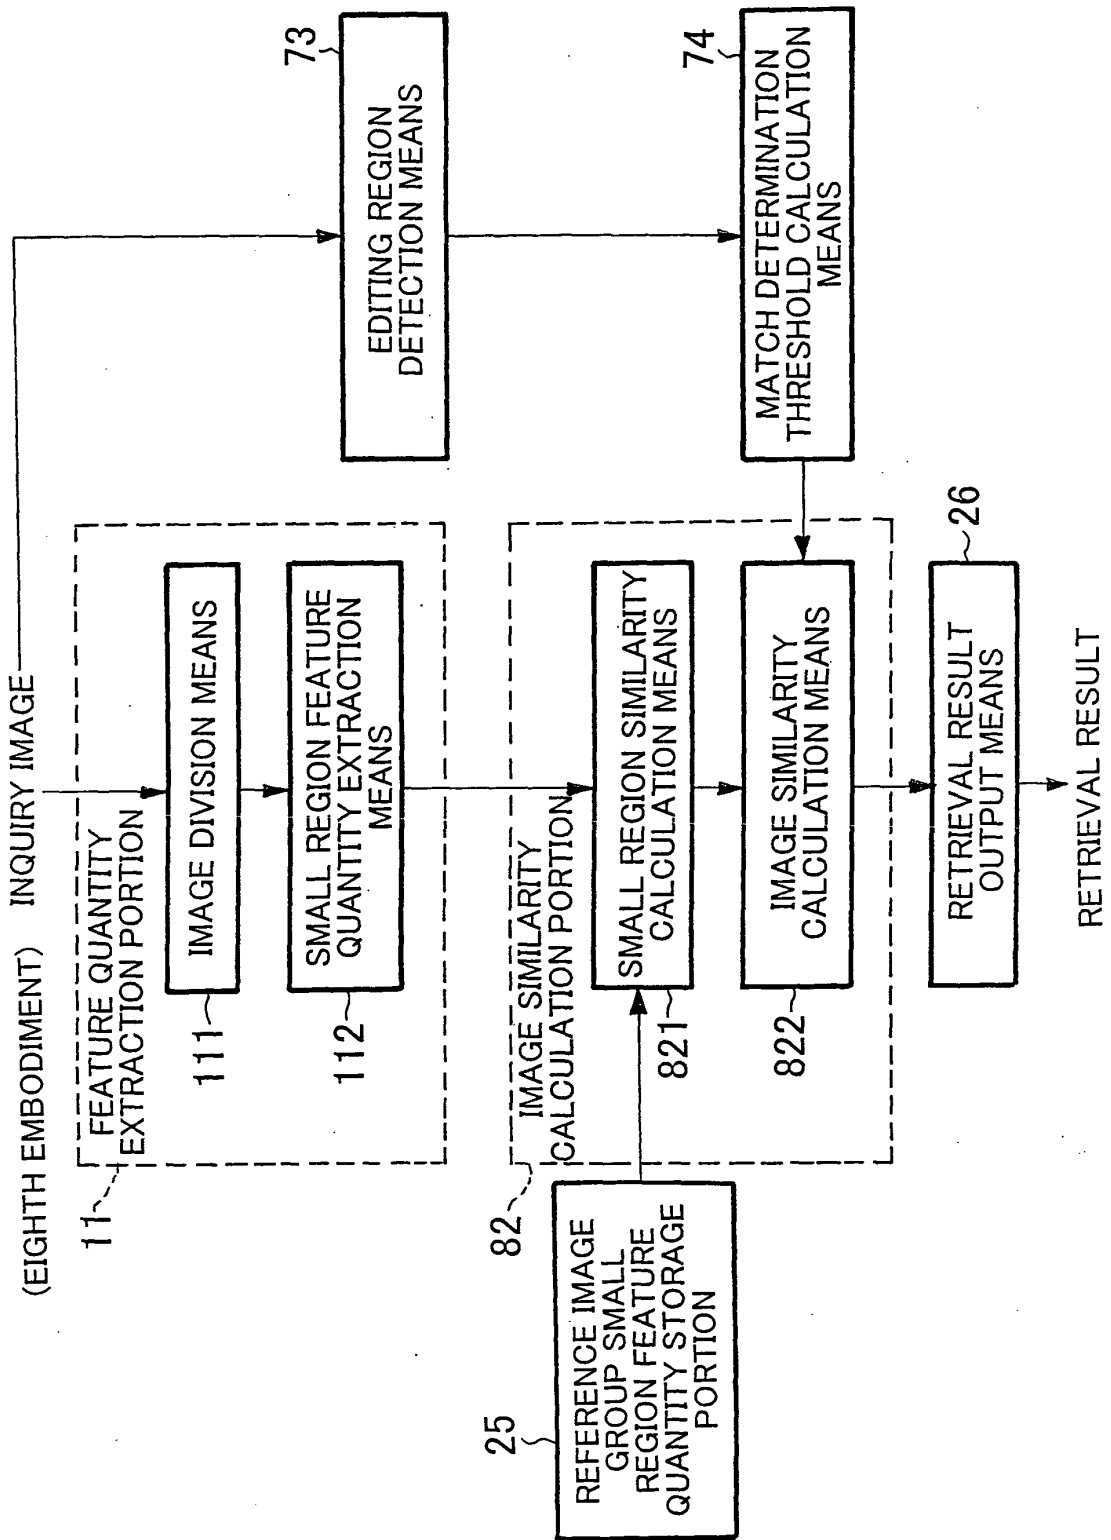 (EIGHTH EMBODIMENT)
INQUIRY IMAGE
11
FEATURE QUANTITY
EXTRACTION PORTION
111
IMAGE DIVISION MEANS
112
SMALL REGION FEATURE
QUANTITY EXTRACTION
MEANS
73
EDITING REGION
DETECTION MEANS
82
IMAGE SIMILARITY
CALCULATION PORTION
25
REFERENCE IMAGE
GROUP SMALL
REGION FEATURE
QUANTITY STORAGE
PORTION
821
SMALL REGION SIMILARITY
CALCULATION MEANS
822
IMAGE SIMILARITY
CALCULATION MEANS
74
MATCH DETERMINATION
THRESHOLD CALCULATION
MEANS
26
RETRIEVAL RESULT
OUTPUT MEANS
RETRIEVAL RESULT